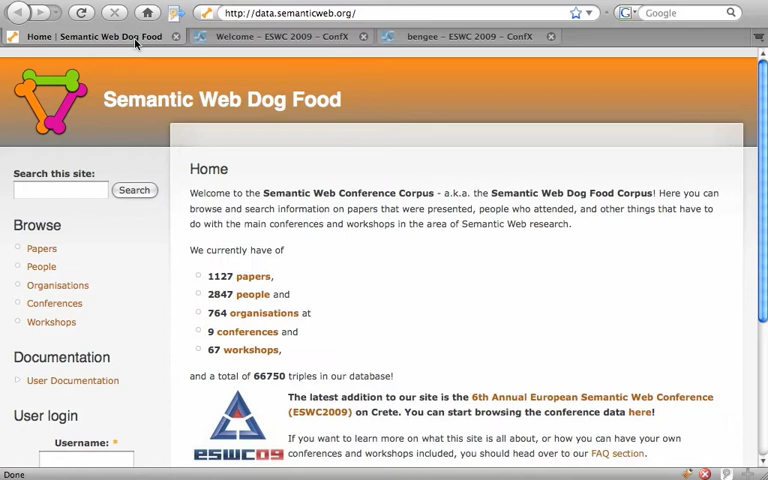 http://data.semanticweb.org/
Google
Home | Semantic Web Dog Food
Welcome – ESWC 2009 – ConfX
bengee – ESWC 2009 – ConfX
Semantic Web Dog Food
Search this site:
Search
Browse
Papers
People
Organisations
Conferences
Workshops
Documentation
User Documentation
User login
Username: *
Home
Welcome to the Semantic Web Conference Corpus - a.k.a. the Semantic Web Dog Food Corpus! Here you can
browse and search information on papers that were presented, people who attended, and other things that have to
do with the main conferences and workshops in the area of Semantic Web research.
We currently have of
1127 papers,
2847 people and
764 organisations at
9 conferences and
67 workshops,
and a total of 66750 triples in our database!
ESWC09
The latest addition to our site is the 6th Annual European Semantic Web Conference
(ESWC2009) on Crete. You can start browsing the conference data here!
If you want to learn more on what this site is all about, or how you can have your own
conferences and workshops included, you should head over to our FAQ section.
Done